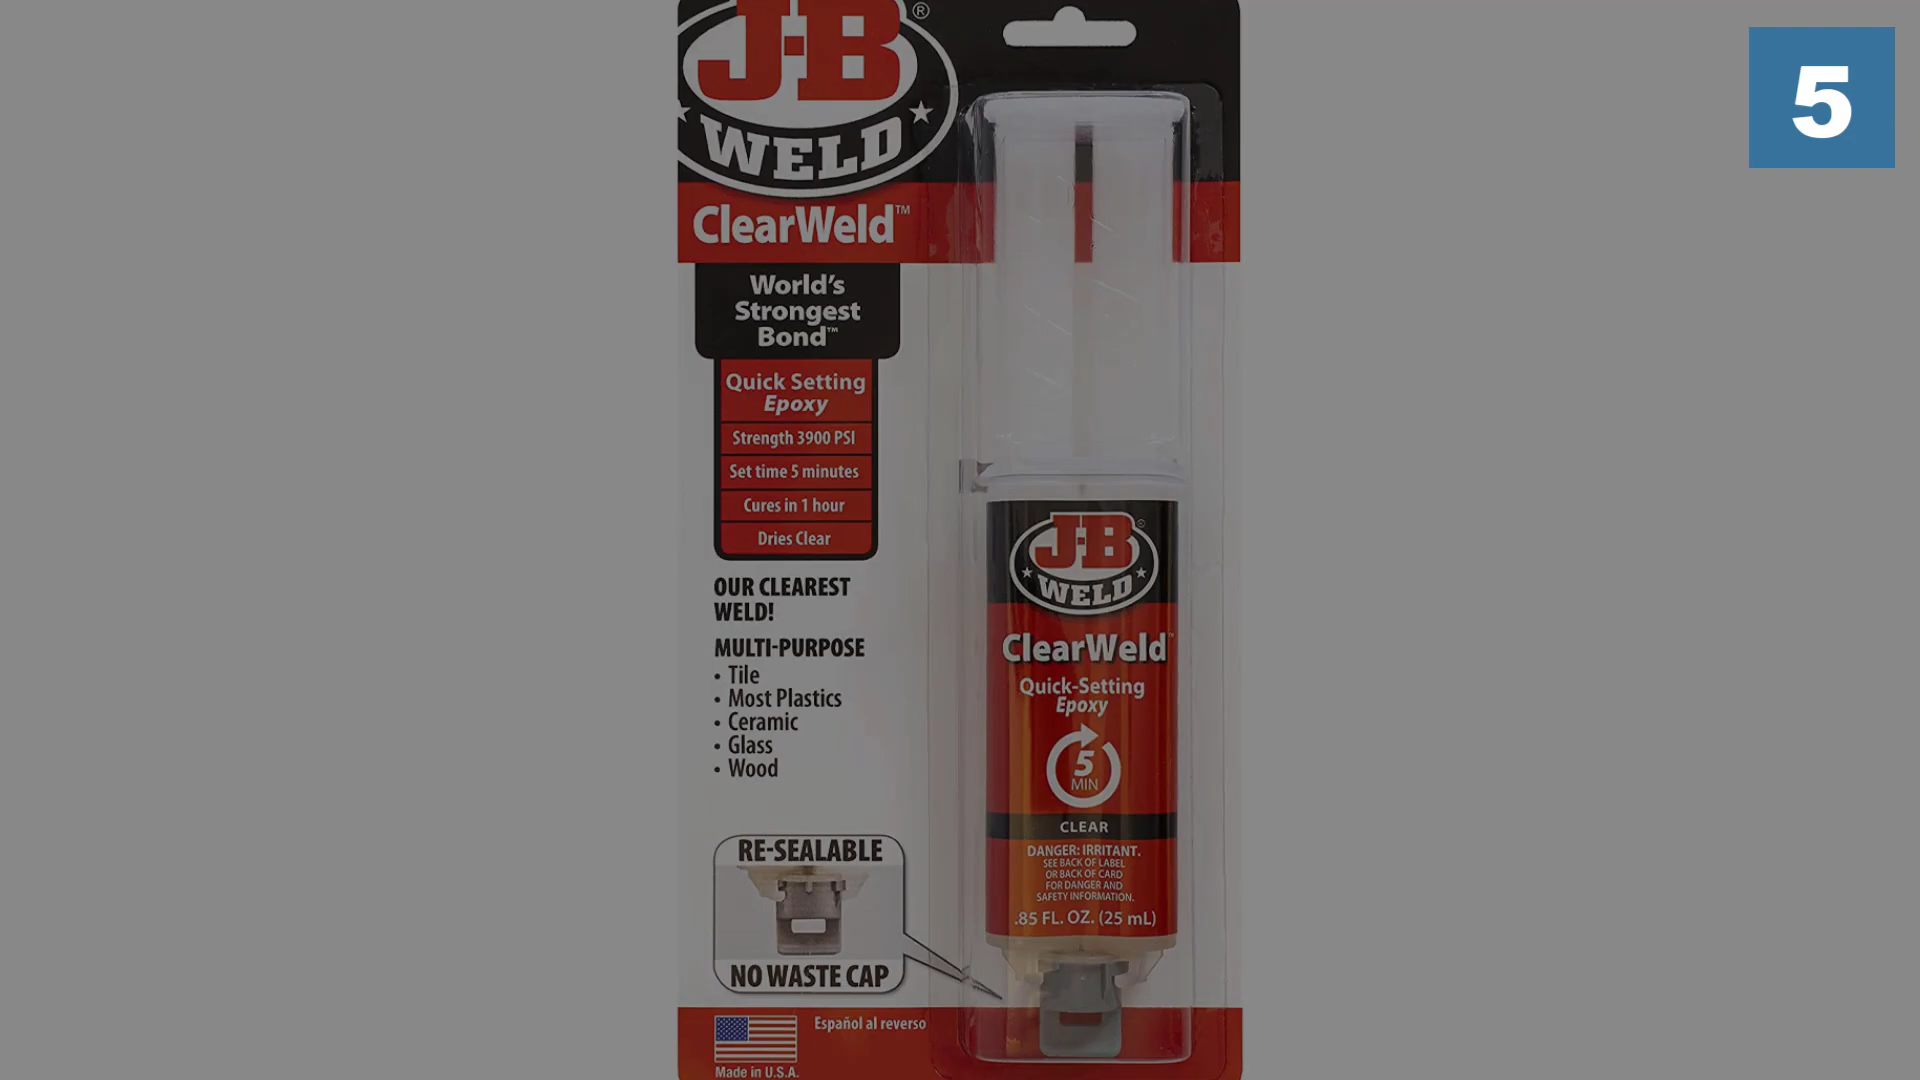 5
J-B
WELD
®
ClearWeld™
World's
Strongest
Bond™
Quick Setting
Epoxy
Strength 3900 PSI
Set time 5 minutes
Cures in 1 hour
Dries Clear
OUR CLEAREST
WELD!
MULTI-PURPOSE
• Tile
• Most Plastics
• Ceramic
• Glass
• Wood
RE-SEALABLE
NO WASTE CAP
Español al reverso
Made in U.S.A.
J-B
WELD
®
ClearWeld™
Quick-Setting
Epoxy
5
MIN
CLEAR
DANGER: IRRITANT.
SEE BACK OF LABEL
OR BACK OF CARD
FOR DANGER AND
SAFETY INFORMATION.
.85 FL. OZ. (25 mL)